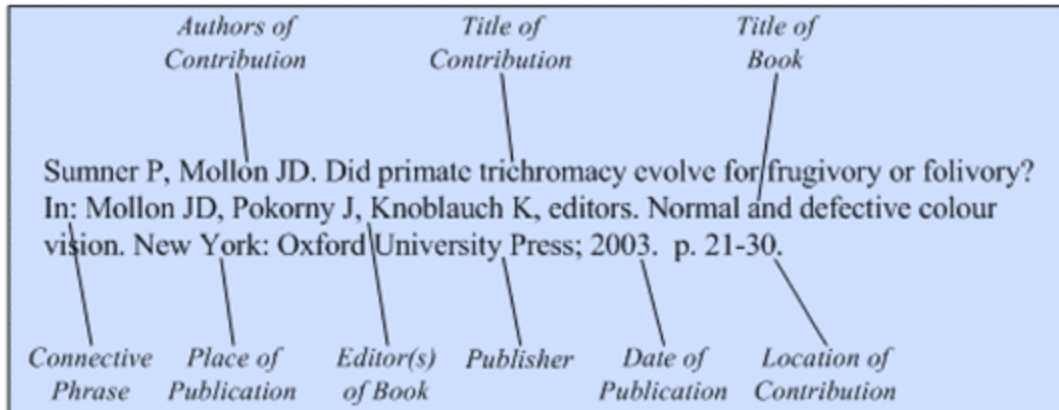 Authors of Contribution
Title of Contribution
Title of Book
Sumner P, Mollon JD. Did primate trichromacy evolve for frugivory or folivory?
In: Mollon JD, Pokorny J, Knoblauch K, editors. Normal and defective colour
vision. New York: Oxford University Press; 2003.  p. 21-30.
Connective Phrase
Place of Publication
Editor(s) of Book
Publisher
Date of Publication
Location of Contribution